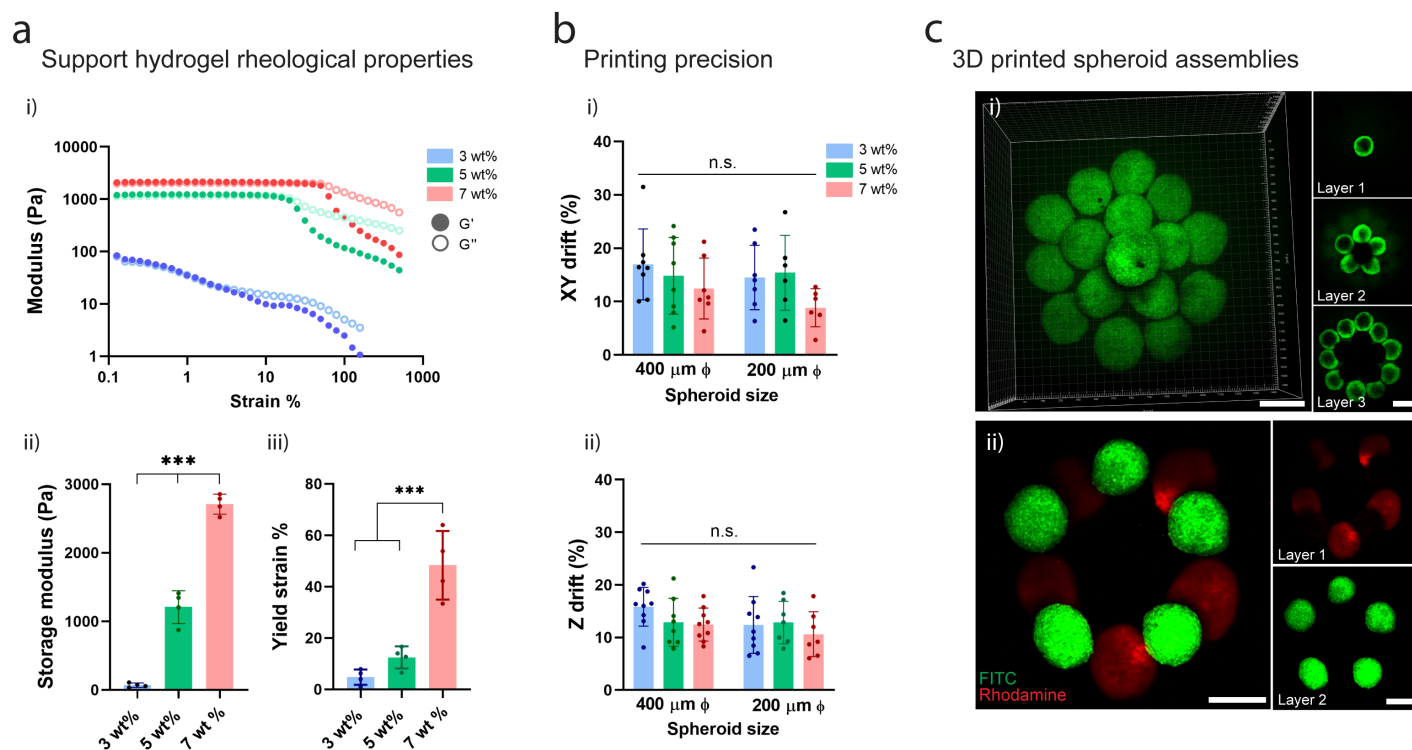 a
Support hydrogel rheological properties
i)
10000
1000
100
10
1
Modulus (Pa)
0.1
1
10
100
1000
Strain %
3 wt%
5 wt%
7 wt%
G'
G''
ii)
3000
2000
1000
0
Storage modulus (Pa)
***
3 wt%
5 wt%
7 wt %
iii)
80
60
40
20
0
Yield strain %
***
3 wt%
5 wt%
7 wt %
b
Printing precision
i)
40
30
20
10
0
XY drift (%)
n.s.
3 wt%
5 wt%
7 wt%
400 μm ϕ
200 μm ϕ
Spheroid size
ii)
40
30
20
10
0
Z drift (%)
n.s.
400 μm ϕ
200 μm ϕ
Spheroid size
c
3D printed spheroid assemblies
i)
Layer 1
Layer 2
Layer 3
ii)
FITC
Rhodamine
Layer 1
Layer 2